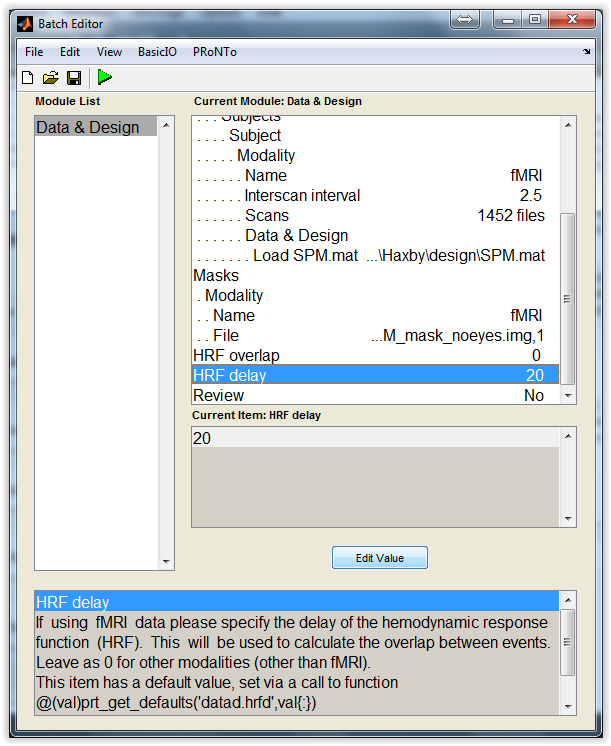 Batch Editor
File Edit View BasicIO PRoNTo
Module List
Current Module: Data & Design
Data & Design
. . . Subjects
. . . . Subject
. . . . . Modality
. . . . . . Name fMRI
. . . . . . Interscan interval 2.5
. . . . . . Scans 1452 files
. . . . . . Data & Design
. . . . . . . Load SPM.mat ...\Haxby\design\SPM.mat
Masks
. Modality
. . Name fMRI
. . File ...M_mask_noeyes.img,1
HRF overlap 0
HRF delay 20
Review No
Current Item: HRF delay
20
Edit Value
HRF delay
If using fMRI data please specify the delay of the hemodynamic response
function (HRF). This will be used to calculate the overlap between events.
Leave as 0 for other modalities (other than fMRI).
This item has a default value, set via a call to function
@(val)prt_get_defaults('datad.hrfd',val{:})